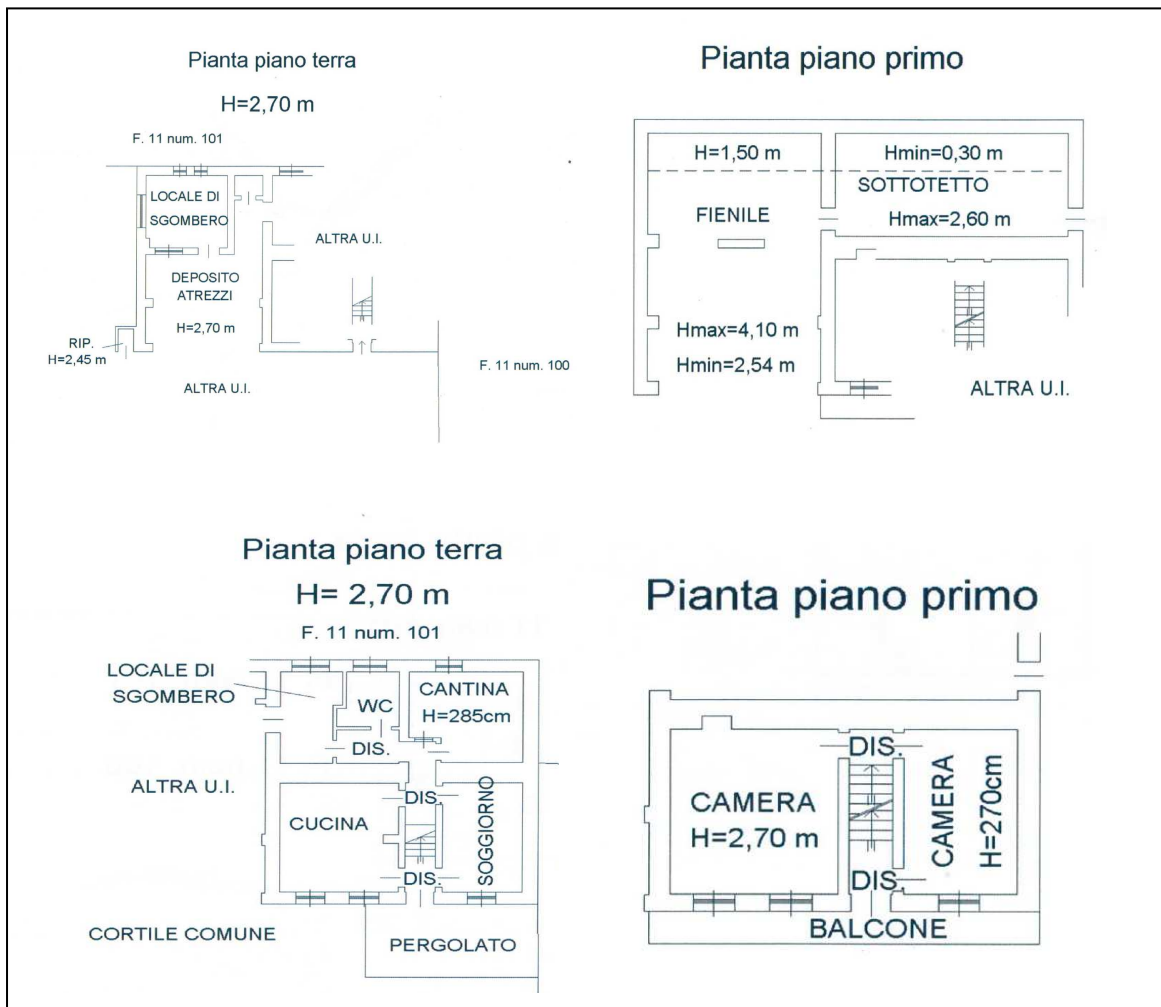 Pianta piano terra
H=2,70 m
F. 11 num. 101
LOCALE DI
SGOMBERO
ALTRA U.I.
DEPOSITO
ATREZZI
H=2,70 m
RIP.
H=2,45 m
ALTRA U.I.
F. 11 num. 100
Pianta piano primo
H=1,50 m
Hmin=0,30 m
SOTTOTETTO
FIENILE
Hmax=2,60 m
Hmax=4,10 m
Hmin=2,54 m
ALTRA U.I.
Pianta piano terra
H= 2,70 m
F. 11 num. 101
LOCALE DI
SGOMBERO
WC
CANTINA
H=285cm
DIS.
ALTRA U.I.
DIS.
CUCINA
SOGGIORNO
DIS.
CORTILE COMUNE
PERGOLATO
Pianta piano primo
DIS.
CAMERA
H=2,70 m
CAMERA
H=270cm
DIS.
BALCONE